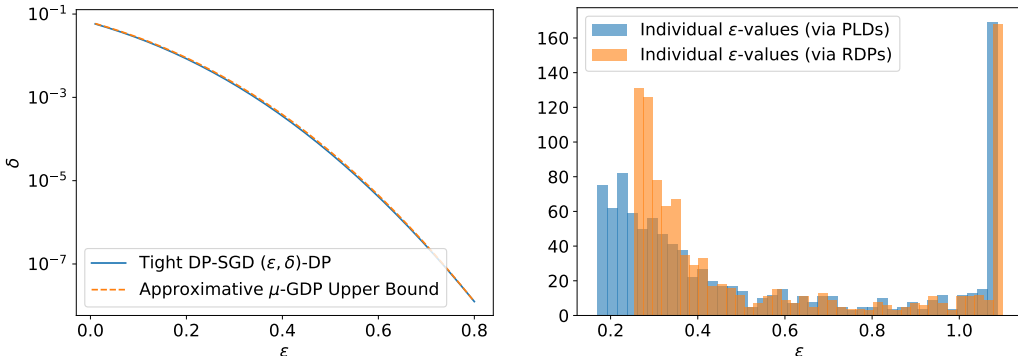 10⁻¹
10⁻³
10⁻⁵
10⁻⁷
δ
Tight DP-SGD (ε, δ)-DP
Approximative μ-GDP Upper Bound
0.0 0.2 0.4 0.6 0.8
ε
160
140
120
100
80
60
40
20
0
Individual ε-values (via PLDs)
Individual ε-values (via RDPs)
0.2 0.4 0.6 0.8 1.0
ε